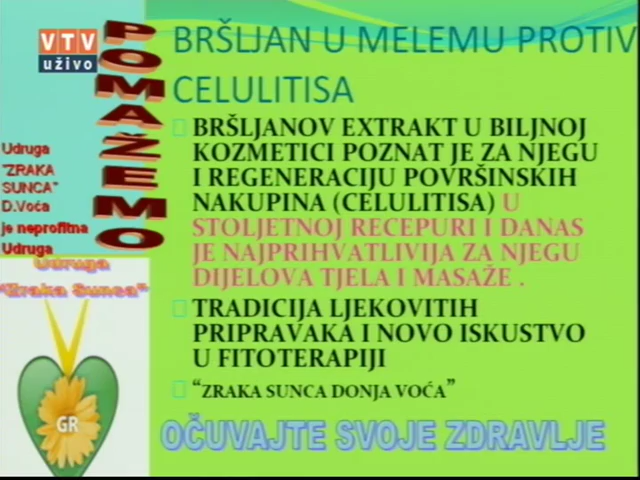 VTV
uživo
POMAŽEMO
Udruga
"ZRAKA
SUNCA"
D.Voća
je neprofitna
Udruga
Udruga
"Zraka Sunca"
GR
BRŠLJAN U MELEMU PROTIV
CELULITISA
BRŠLJANOV EXTRAKT U BILJNOJ
KOZMETICI POZNAT JE ZA NJEGU
I REGENERACIJU POVRŠINSKIH
NAKUPINA (CELULITISA) U
STOLJETNOJ RECEPURI I DANAS
JE NAJPRIHVATLIVIJA ZA NJEGU
DIJELOVA TJELA I MASAŽE .
TRADICIJA LJEKOVITIH
PRIPRAVAKA I NOVO ISKUSTVO
U FITOTERAPIJI
"ZRAKA SUNCA DONJA VOĆA"
OČUVAJTE SVOJE ZDRAVLJE